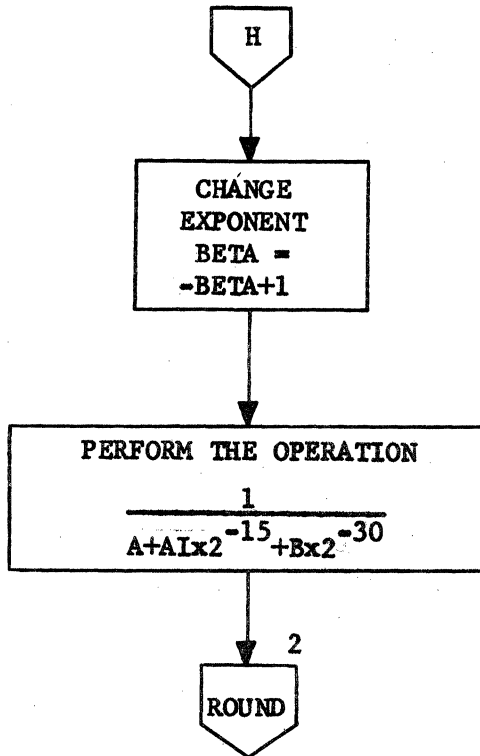 H
CHANGE
EXPONENT
BETA =
-BETA+1
PERFORM THE OPERATION
1
A+AIx2^-15+Bx2^-30
2
ROUND